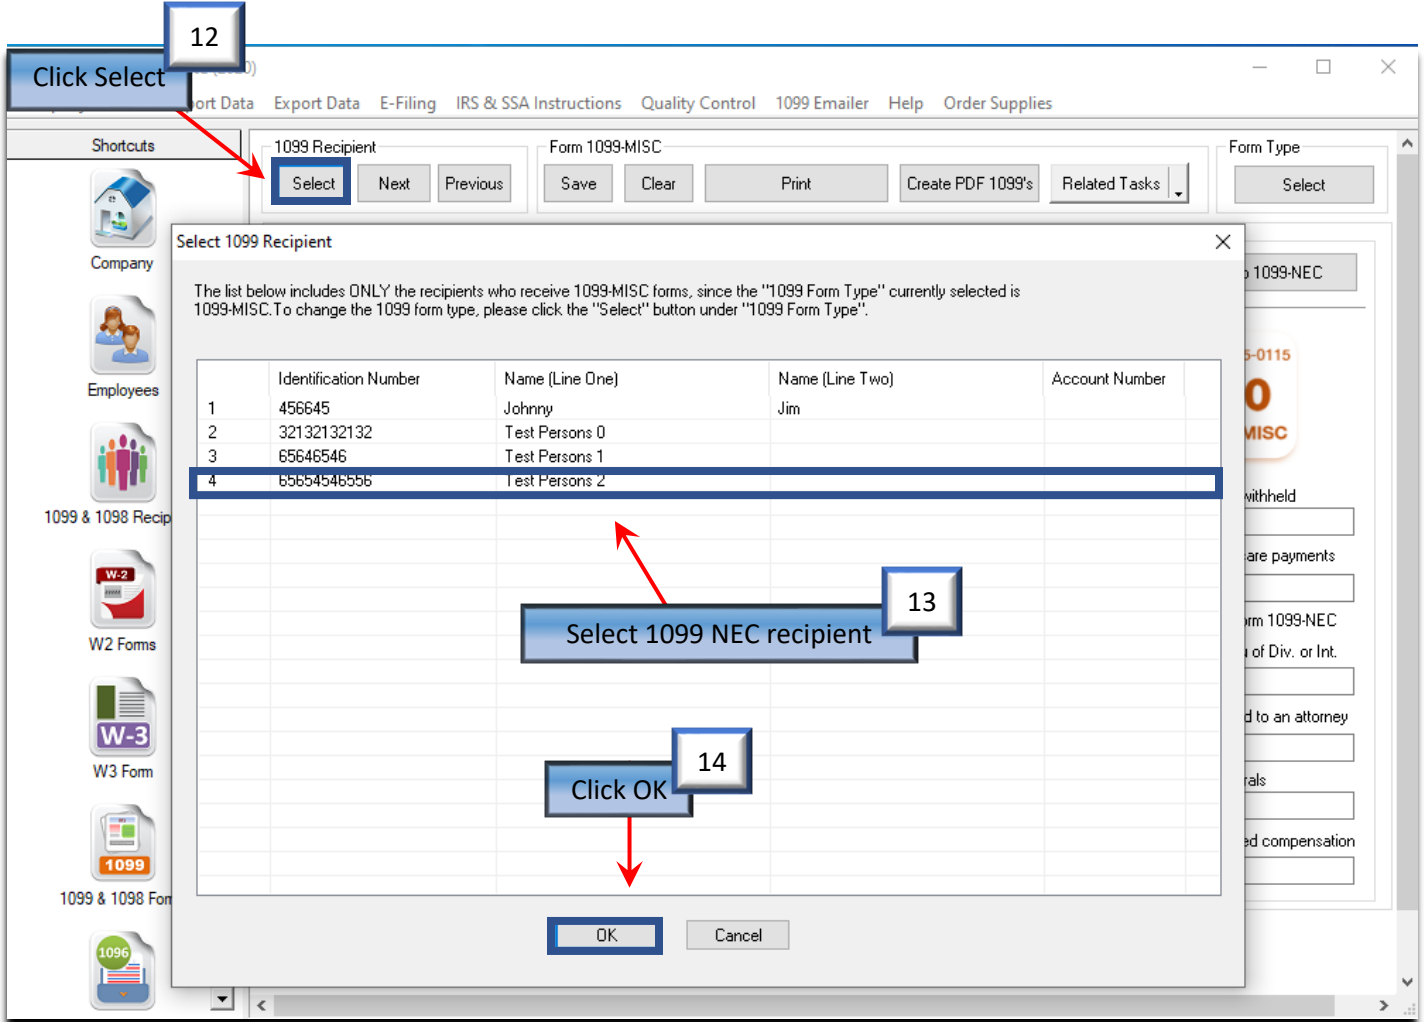 12
Click Select
0)
ort Data Export Data E-Filing IRS & SSA Instructions Quality Control 1099 Emailer Help Order Supplies
Shortcuts
1099 Recipient
Form 1099-MISC
Form Type
Select Next Previous Save Clear Print Create PDF 1099's Related Tasks Select
Select 1099 Recipient
Company
1099-NEC
The list below includes ONLY the recipients who receive 1099-MISC forms, since the "1099 Form Type" currently selected is
1099-MISC.To change the 1099 form type, please click the "Select" button under "1099 Form Type".
5-0115
Identification Number Name (Line One) Name (Line Two) Account Number
Employees
0
1 456645 Johnny Jim
2 32132132132 Test Persons 0
MISC
3 65646546 Test Persons 1
4 65654546556 Test Persons 2
withheld
1099 & 1098 Recip
are payments
W-2
13
rm 1099-NEC
Select 1099 NEC recipient
W2 Forms
u of Div. or Int.
d to an attorney
W-3
14
W3 Form
rals
Click OK
ed compensation
1099
1099 & 1098 For
OK Cancel
1096